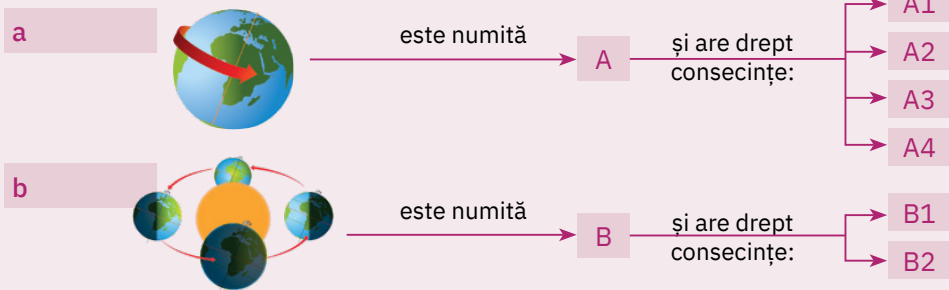 a
este numită
A
și are drept
consecințe:
A1
A2
A3
A4
b
este numită
B
și are drept
consecințe:
B1
B2